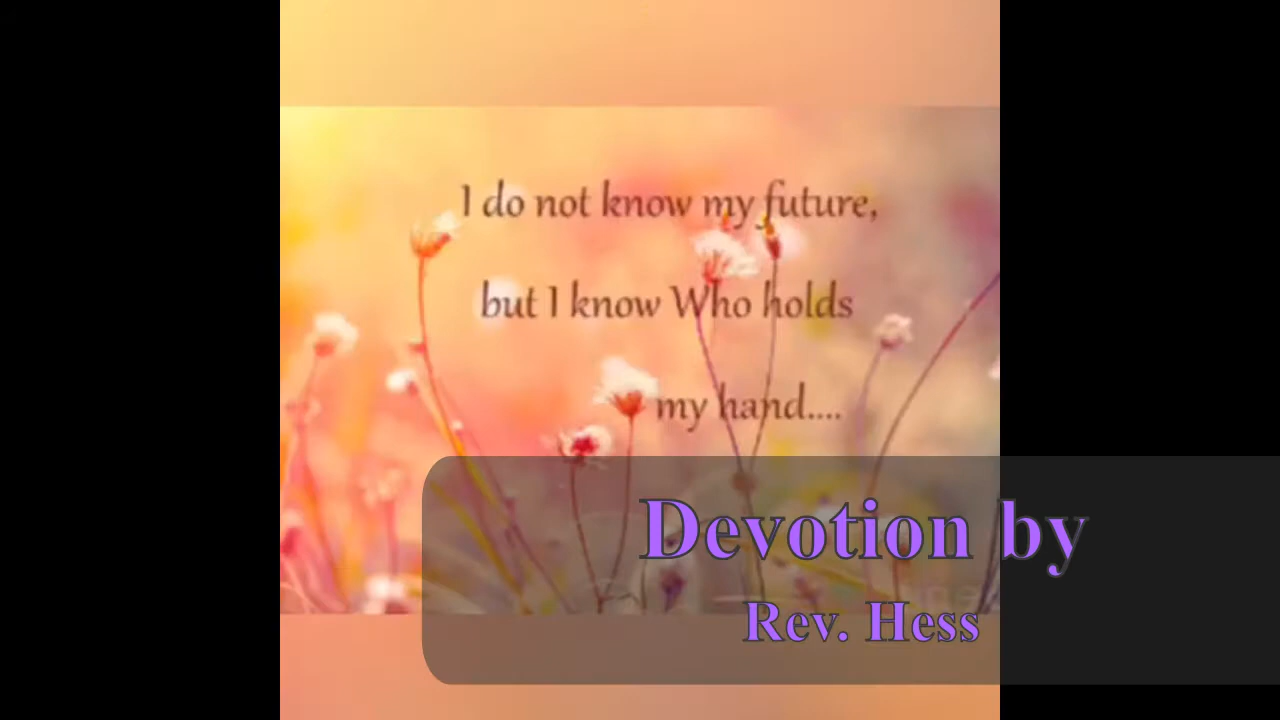 I do not know my future,
but I know Who holds
my hand....
Devotion by
Rev. Hess